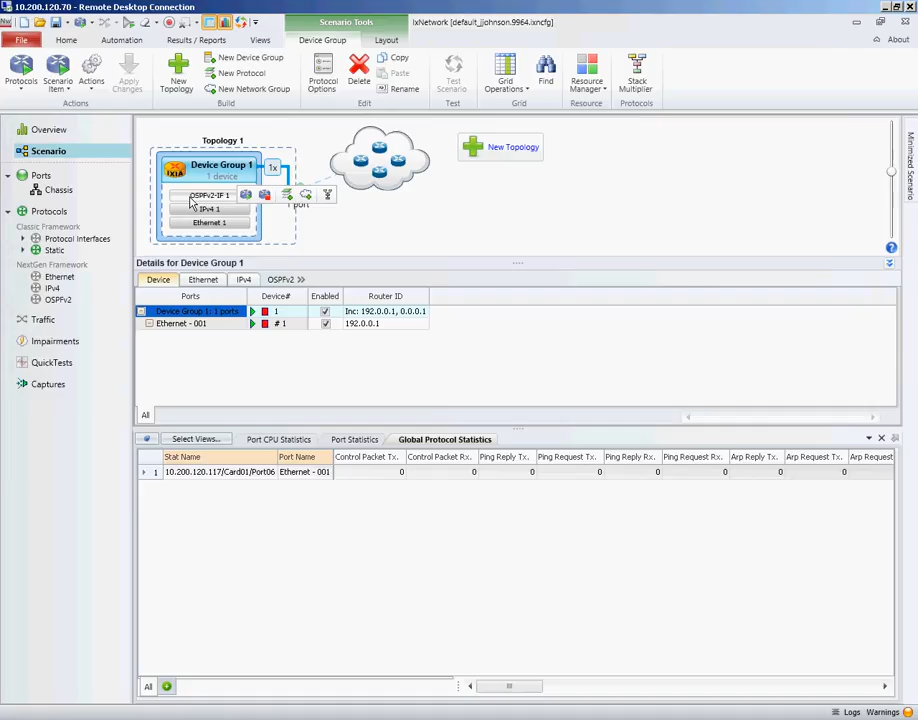 10.200.120.70 - Remote Desktop Connection
Scenario Tools
IxNetwork [default_jjohnson.9964.ixncfg]
File
Home
Automation
Results / Reports
Views
Device Group
Layout
About
Protocols
Scenario Item
Actions
Apply Changes
Actions
New Topology
New Device Group
New Protocol
New Network Group
Build
Protocol Options
Delete
Copy
Paste
Rename
Edit
Test Scenario
Test
Grid Operations
Find
Grid
Resource Manager
Resource
Stack Multiplier
Protocols
Overview
Scenario
Ports
Chassis
Protocols
Classic Framework
Protocol Interfaces
Static
NextGen Framework
Ethernet
IPv4
OSPFv2
Traffic
Impairments
QuickTests
Captures
Topology 1
IXIA
Device Group 1
1 device
1x
OSPFv2-IF 1
IPv4 1
Ethernet 1
1 port
New Topology
Minimized Scenario
Details for Device Group 1
Device
Ethernet
IPv4
OSPFv2
Ports
Device#
Enabled
Router ID
Device Group 1: 1 ports
1
Inc: 192.0.0.1, 0.0.0.1
Ethernet - 001
# 1
192.0.0.1
All
Select Views...
Port CPU Statistics
Port Statistics
Global Protocol Statistics
Stat Name
Port Name
Control Packet Tx.
Control Packet Rx.
Ping Reply Tx.
Ping Request Tx.
Ping Reply Rx.
Ping Request Rx.
Arp Reply Tx.
Arp Request Tx.
Arp Request
1
10.200.120.117/Card01/Port06
Ethernet - 001
0
0
0
0
0
0
0
0
All
Logs
Warnings